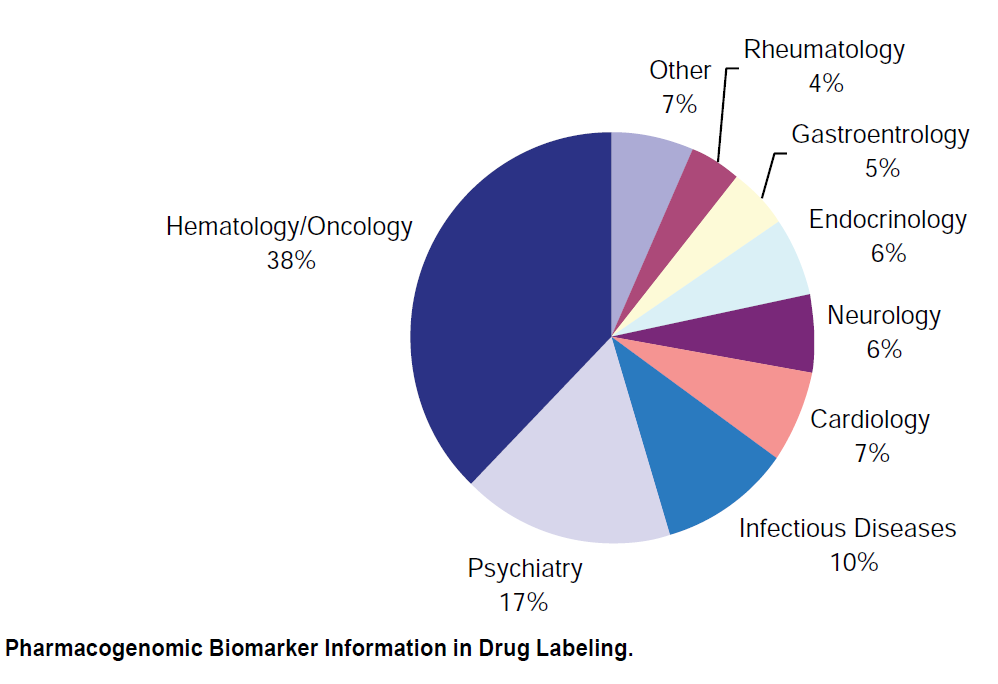 Rheumatology
4%
Other
7%
Gastroentrology
5%
Endocrinology
6%
Hematology/Oncology
38%
Neurology
6%
Cardiology
7%
Infectious Diseases
10%
Psychiatry
17%
Pharmacogenomic Biomarker Information in Drug Labeling.